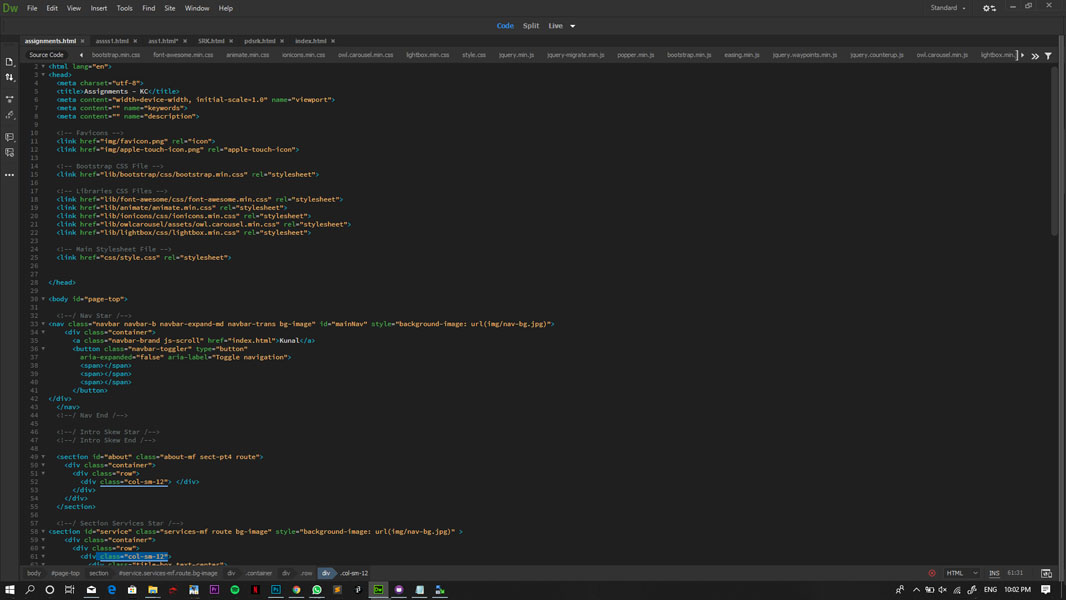 Dw File Edit View Insert Tools Find Site Window Help Standard
Code Split Live
assignments.html asss1.html ass1.html* SRK.html pdsrk.html index.html
Source Code bootstrap.min.css font-awesome.min.css animate.min.css ionicons.min.css owl.carousel.min.css lightbox.min.css style.css jquery.min.js jquery-migrate.min.js popper.min.js bootstrap.min.js easing.min.js jquery.waypoints.min.js jquery.counterup.js owl.carousel.min.js lightbox.min.
2 <html lang="en">
3 <head>
4 <meta charset="utf-8">
5 <title>Assignments - KC</title>
6 <meta content="width=device-width, initial-scale=1.0" name="viewport">
7 <meta content="" name="keywords">
8 <meta content="" name="description">
9
10 <!-- Favicons -->
11 <link href="img/favicon.png" rel="icon">
12 <link href="img/apple-touch-icon.png" rel="apple-touch-icon">
13
14 <!-- Bootstrap CSS File -->
15 <link href="lib/bootstrap/css/bootstrap.min.css" rel="stylesheet">
16
17 <!-- Libraries CSS Files -->
18 <link href="lib/font-awesome/css/font-awesome.min.css" rel="stylesheet">
19 <link href="lib/animate/animate.min.css" rel="stylesheet">
20 <link href="lib/ionicons/css/ionicons.min.css" rel="stylesheet">
21 <link href="lib/owlcarousel/assets/owl.carousel.min.css" rel="stylesheet">
22 <link href="lib/lightbox/css/lightbox.min.css" rel="stylesheet">
23
24 <!-- Main Stylesheet File -->
25 <link href="css/style.css" rel="stylesheet">
26
27
28 </head>
29
30 <body id="page-top">
31
32 <!--/ Nav Star /-->
33 <nav class="navbar navbar-b navbar-expand-md navbar-trans bg-image" id="mainNav" style="background-image: url(img/nav-bg.jpg)">
34 <div class="container">
35 <a class="navbar-brand js-scroll" href="index.html">Kunal</a>
36 <button class="navbar-toggler" type="button"
37 aria-expanded="false" aria-label="Toggle navigation">
38 <span></span>
39 <span></span>
40 <span></span>
41 </button>
42 </div>
43 </nav>
44 <!--/ Nav End /-->
45
46 <!--/ Intro Skew Star /-->
47 <!--/ Intro Skew End /-->
48
49 <section id="about" class="about-mf sect-pt4 route">
50 <div class="container">
51 <div class="row">
52 <div class="col-sm-12"> </div>
53 </div>
54 </div>
55 </section>
56
57 <!--/ Section Services Star /-->
58 <section id="service" class="services-mf route bg-image" style="background-image: url(img/nav-bg.jpg)" >
59 <div class="container">
60 <div class="row">
61 <div class="col-sm-12">
<div class="title-box text-center">
body #page-top section #service.services-mf.route.bg-image div .container div .row div .col-sm-12 HTML INS 61:31
ENG 10:02 PM